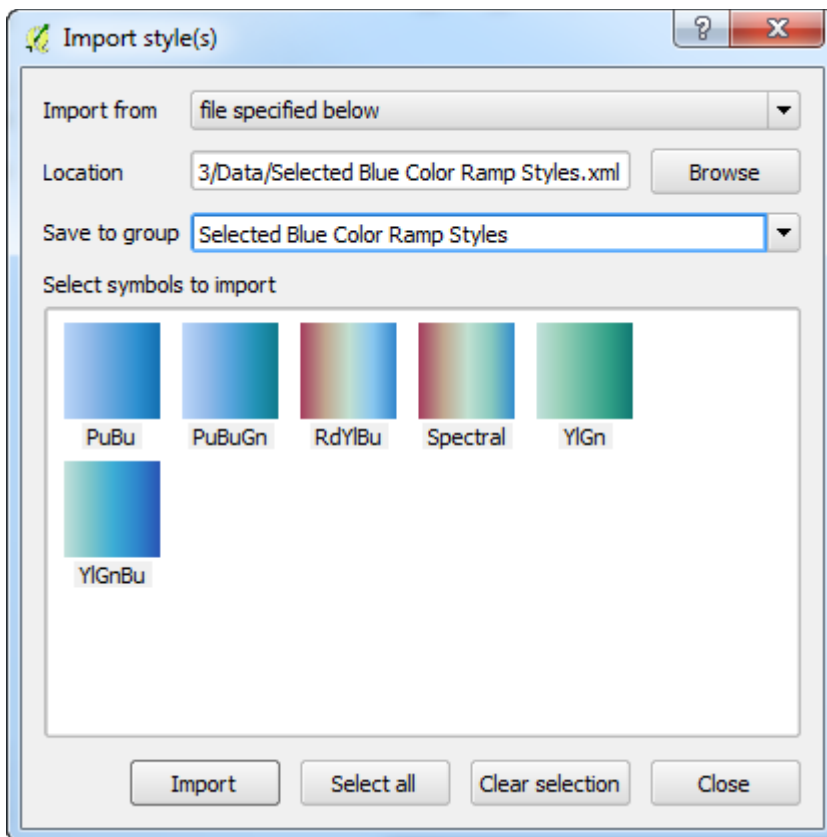 Import style(s)
Import from file specified below
Location 3/Data/Selected Blue Color Ramp Styles.xml Browse
Save to group Selected Blue Color Ramp Styles
Select symbols to import
PuBu PuBuGn RdYlBu Spectral YlGn
YlGnBu
Import Select all Clear selection Close